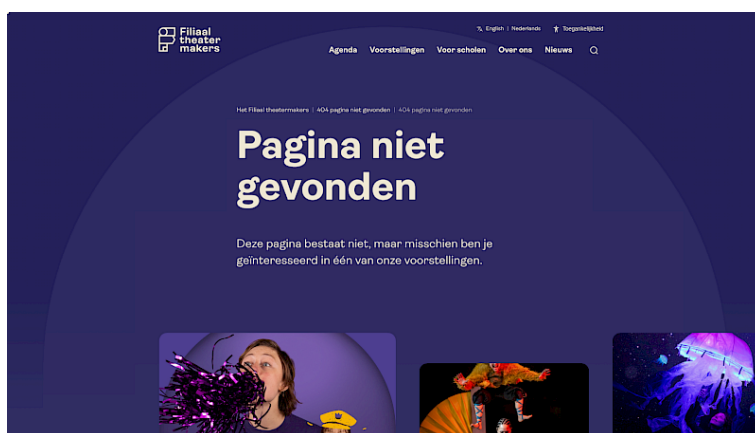 Filiaal
theater
makers
English | Nederlands Toegankelijkheid
Agenda Voorstellingen Voor scholen Over ons Nieuws
Het Filiaal theatermakers | 404 pagina niet gevonden | 404 pagina niet gevonden
Pagina niet
gevonden
Deze pagina bestaat niet, maar misschien ben je
geïnteresseerd in één van onze voorstellingen.